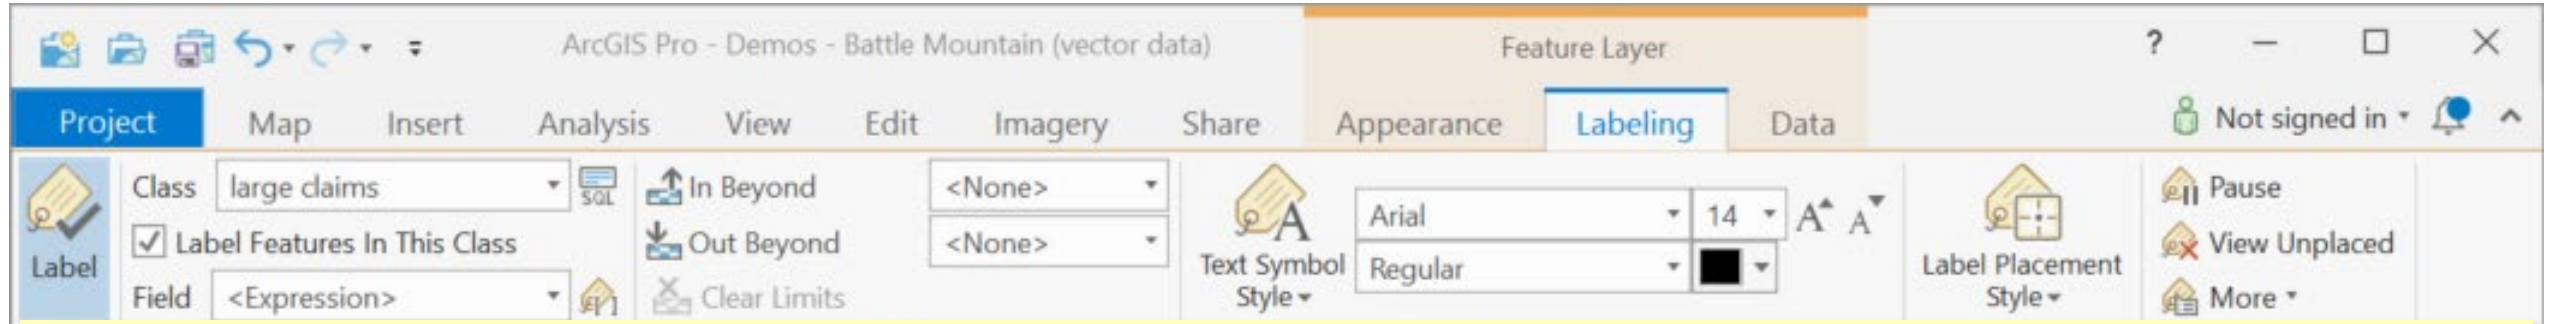 ArcGIS Pro - Demos - Battle Mountain (vector data)
Feature Layer
?
Project Map Insert Analysis View Edit Imagery Share Appearance Labeling Data
Not signed in
Label
Class large claims
SQL
Label Features In This Class
Field <Expression>
In Beyond <None>
Out Beyond <None>
Clear Limits
A
Text Symbol
Style
Arial 14 A A
Regular
Label Placement
Style
Pause
View Unplaced
More